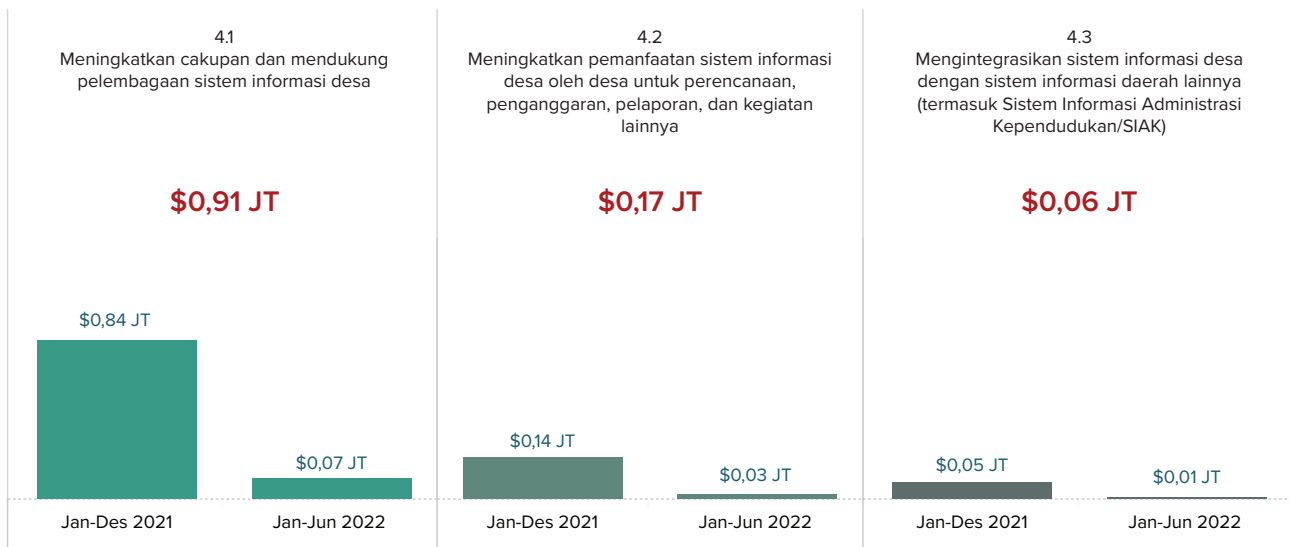 4.1
Meningkatkan cakupan dan mendukung
pelembagaan sistem informasi desa
$0,91 JT
$0,84 JT
$0,07 JT
Jan-Des 2021
Jan-Jun 2022
4.2
Meningkatkan pemanfaatan sistem informasi
desa oleh desa untuk perencanaan,
penganggaran, pelaporan, dan kegiatan
lainnya
$0,17 JT
$0,14 JT
$0,03 JT
Jan-Des 2021
Jan-Jun 2022
4.3
Mengintegrasikan sistem informasi desa
dengan sistem informasi daerah lainnya
(termasuk Sistem Informasi Administrasi
Kependudukan/SIAK)
$0,06 JT
$0,05 JT
$0,01 JT
Jan-Des 2021
Jan-Jun 2022